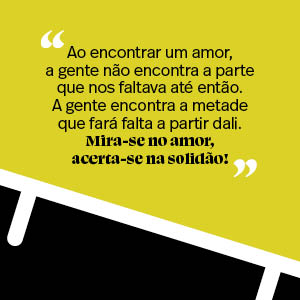 “
Ao encontrar um amor,
a gente não encontra a parte
que nos faltava até então.
A gente encontra a metade
que fará falta a partir dali.
Mira-se no amor,
acerta-se na solidão!
”